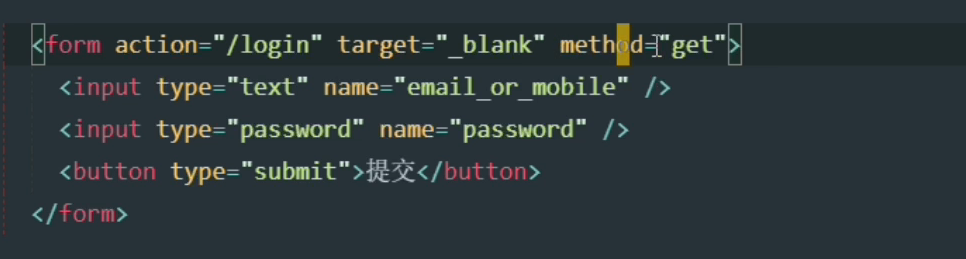 <form action="/login" target="_blank" method="get">
<input type="text" name="email_or_mobile" />
<input type="password" name="password" />
<button type="submit">提交</button>
</form>